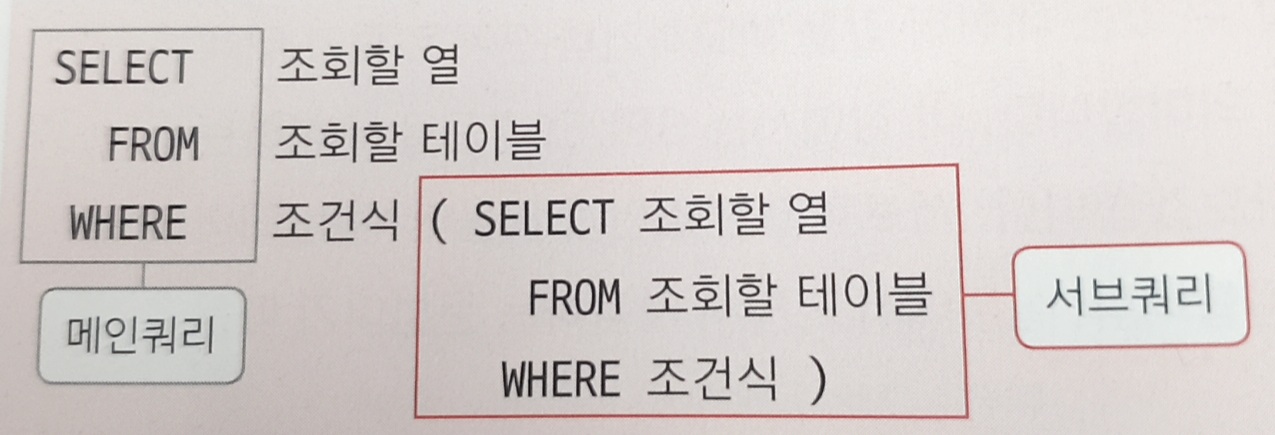 SELECT 조회할 열
FROM 조회할 테이블
WHERE 조건식 ( SELECT 조회할 열
FROM 조회할 테이블
WHERE 조건식 )
메인쿼리
서브쿼리